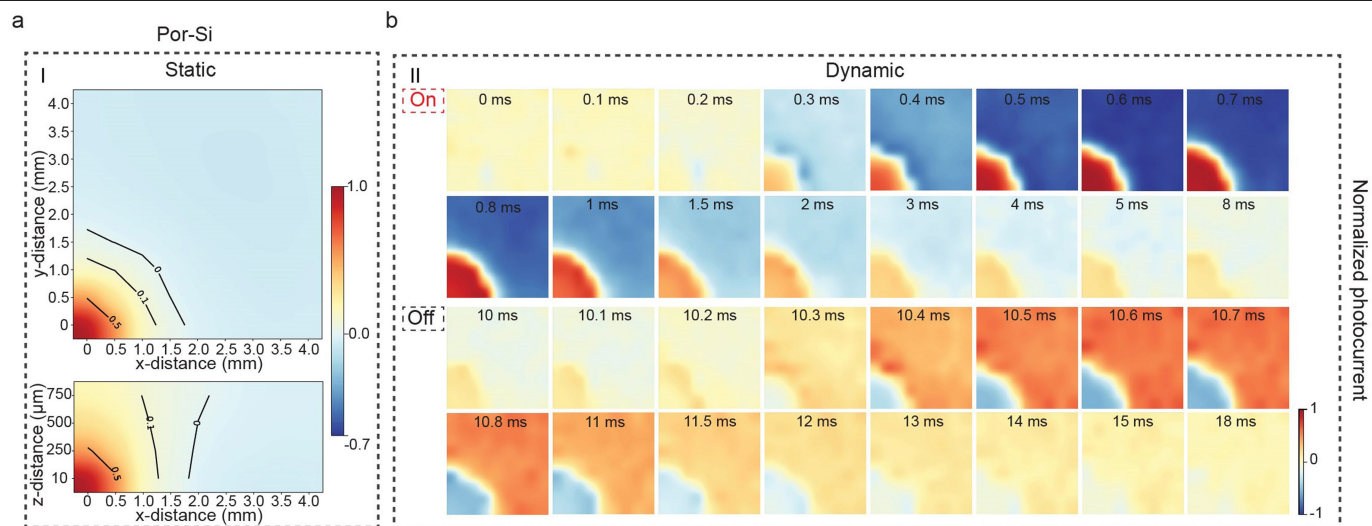 a
b
Por-Si
I
Static
4.0
3.5
3.0
2.5
2.0
1.5
1.0
0.5
0
y-distance (mm)
0
0.1
0.5
0 0.5 1.0 1.5 2.0 2.5 3.0 3.5 4.0
x-distance (mm)
750
500
250
10
z-distance (μm)
0.1
0
0.5
0 0.5 1.0 1.5 2.0 2.5 3.0 3.5 4.0
x-distance (mm)
1.0
0.0
-0.7
II
Dynamic
On
0 ms 0.1 ms 0.2 ms 0.3 ms 0.4 ms 0.5 ms 0.6 ms 0.7 ms
0.8 ms 1 ms 1.5 ms 2 ms 3 ms 4 ms 5 ms 8 ms
Off
10 ms 10.1 ms 10.2 ms 10.3 ms 10.4 ms 10.5 ms 10.6 ms 10.7 ms
10.8 ms 11 ms 11.5 ms 12 ms 13 ms 14 ms 15 ms 18 ms
1
0
-1
Normalized photocurrent